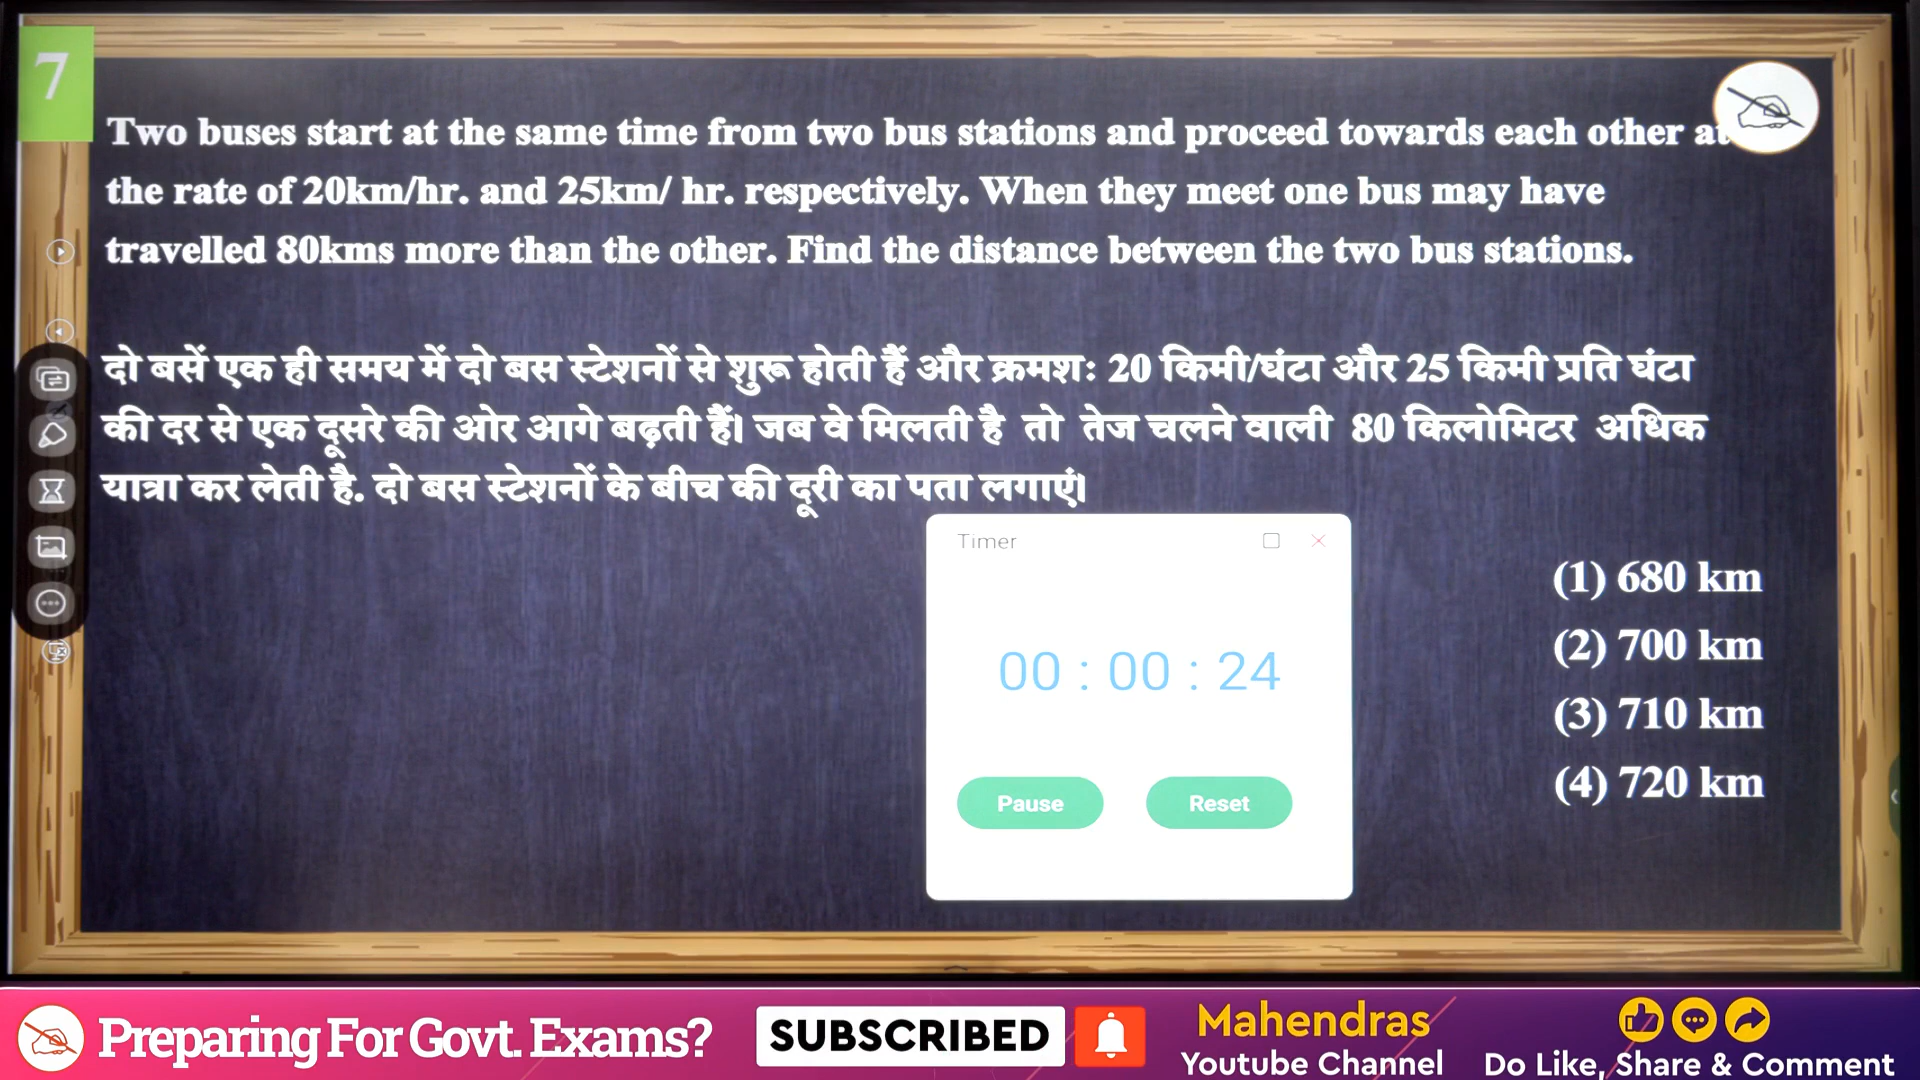 7
Two buses start at the same time from two bus stations and proceed towards each other at
the rate of 20km/hr. and 25km/ hr. respectively. When they meet one bus may have
travelled 80kms more than the other. Find the distance between the two bus stations.
दो बसें एक ही समय में दो बस स्टेशनों से शुरू होती हैं और क्रमशः 20 किमी/घंटा और 25 किमी प्रति घंटा
की दर से एक दूसरे की ओर आगे बढ़ती हैं। जब वे मिलती है तो तेज चलने वाली 80 किलोमिटर अधिक
यात्रा कर लेती है. दो बस स्टेशनों के बीच की दूरी का पता लगाएं।
Timer
00 : 00 : 24
Pause Reset
(1) 680 km
(2) 700 km
(3) 710 km
(4) 720 km
Preparing For Govt. Exams?
SUBSCRIBED
Mahendras
Youtube Channel
Do Like, Share & Comment